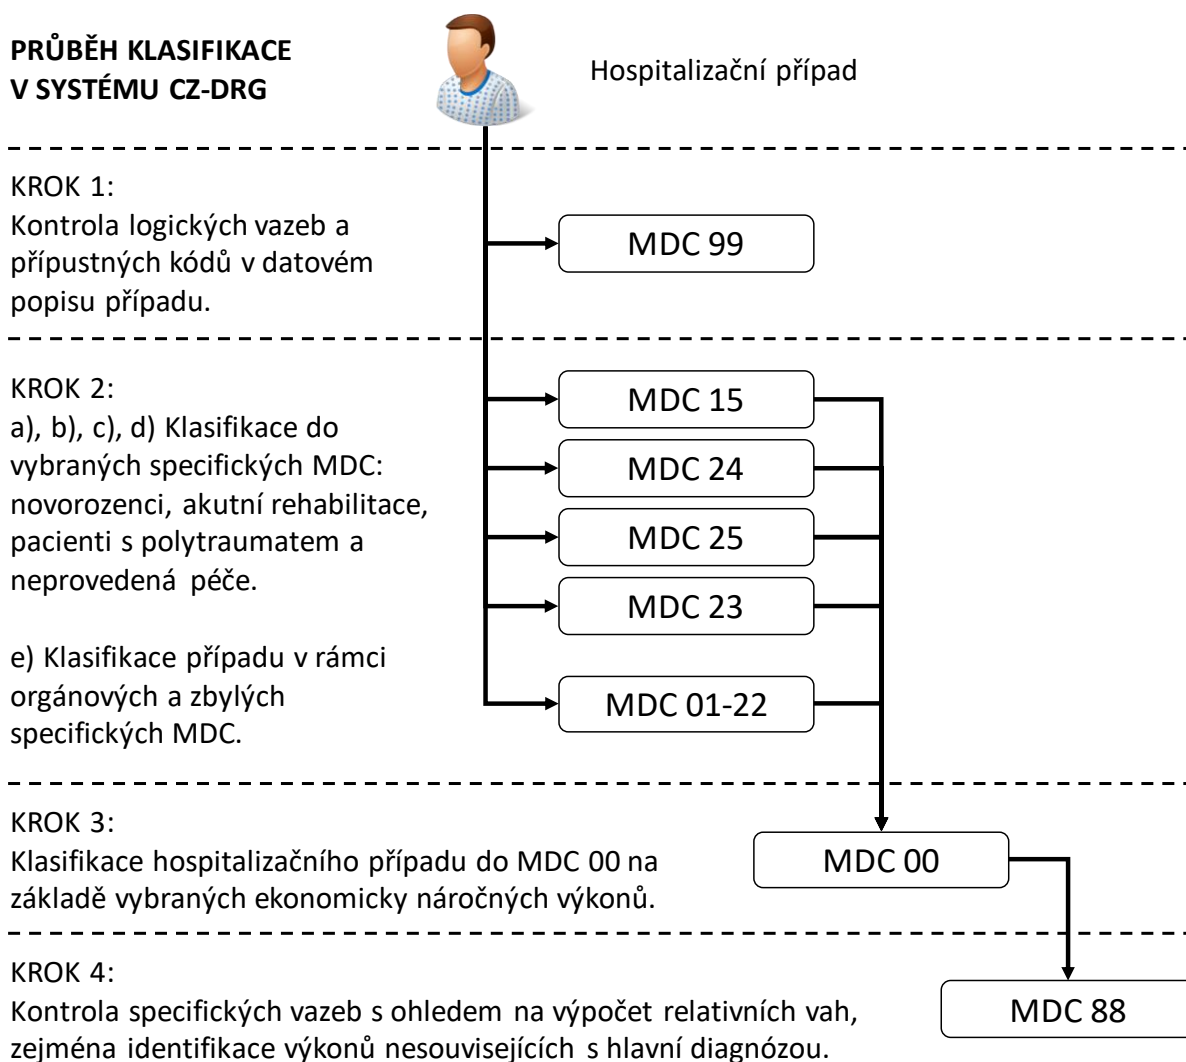 PRŮBĚH KLASIFIKACE
V SYSTÉMU CZ-DRG
Hospitalizační případ
KROK 1:
Kontrola logických vazeb a
přípustných kódů v datovém
popisu případu.
MDC 99
KROK 2:
a), b), c), d) Klasifikace do
vybraných specifických MDC:
novorozenci, akutní rehabilitace,
pacienti s polytraumatem a
neprovedená péče.
MDC 15
MDC 24
MDC 25
MDC 23
e) Klasifikace případu v rámci
orgánových a zbylých
specifických MDC.
MDC 01-22
KROK 3:
Klasifikace hospitalizačního případu do MDC 00 na
základě vybraných ekonomicky náročných výkonů.
MDC 00
KROK 4:
Kontrola specifických vazeb s ohledem na výpočet relativních vah,
zejména identifikace výkonů nesouvisejících s hlavní diagnózou.
MDC 88